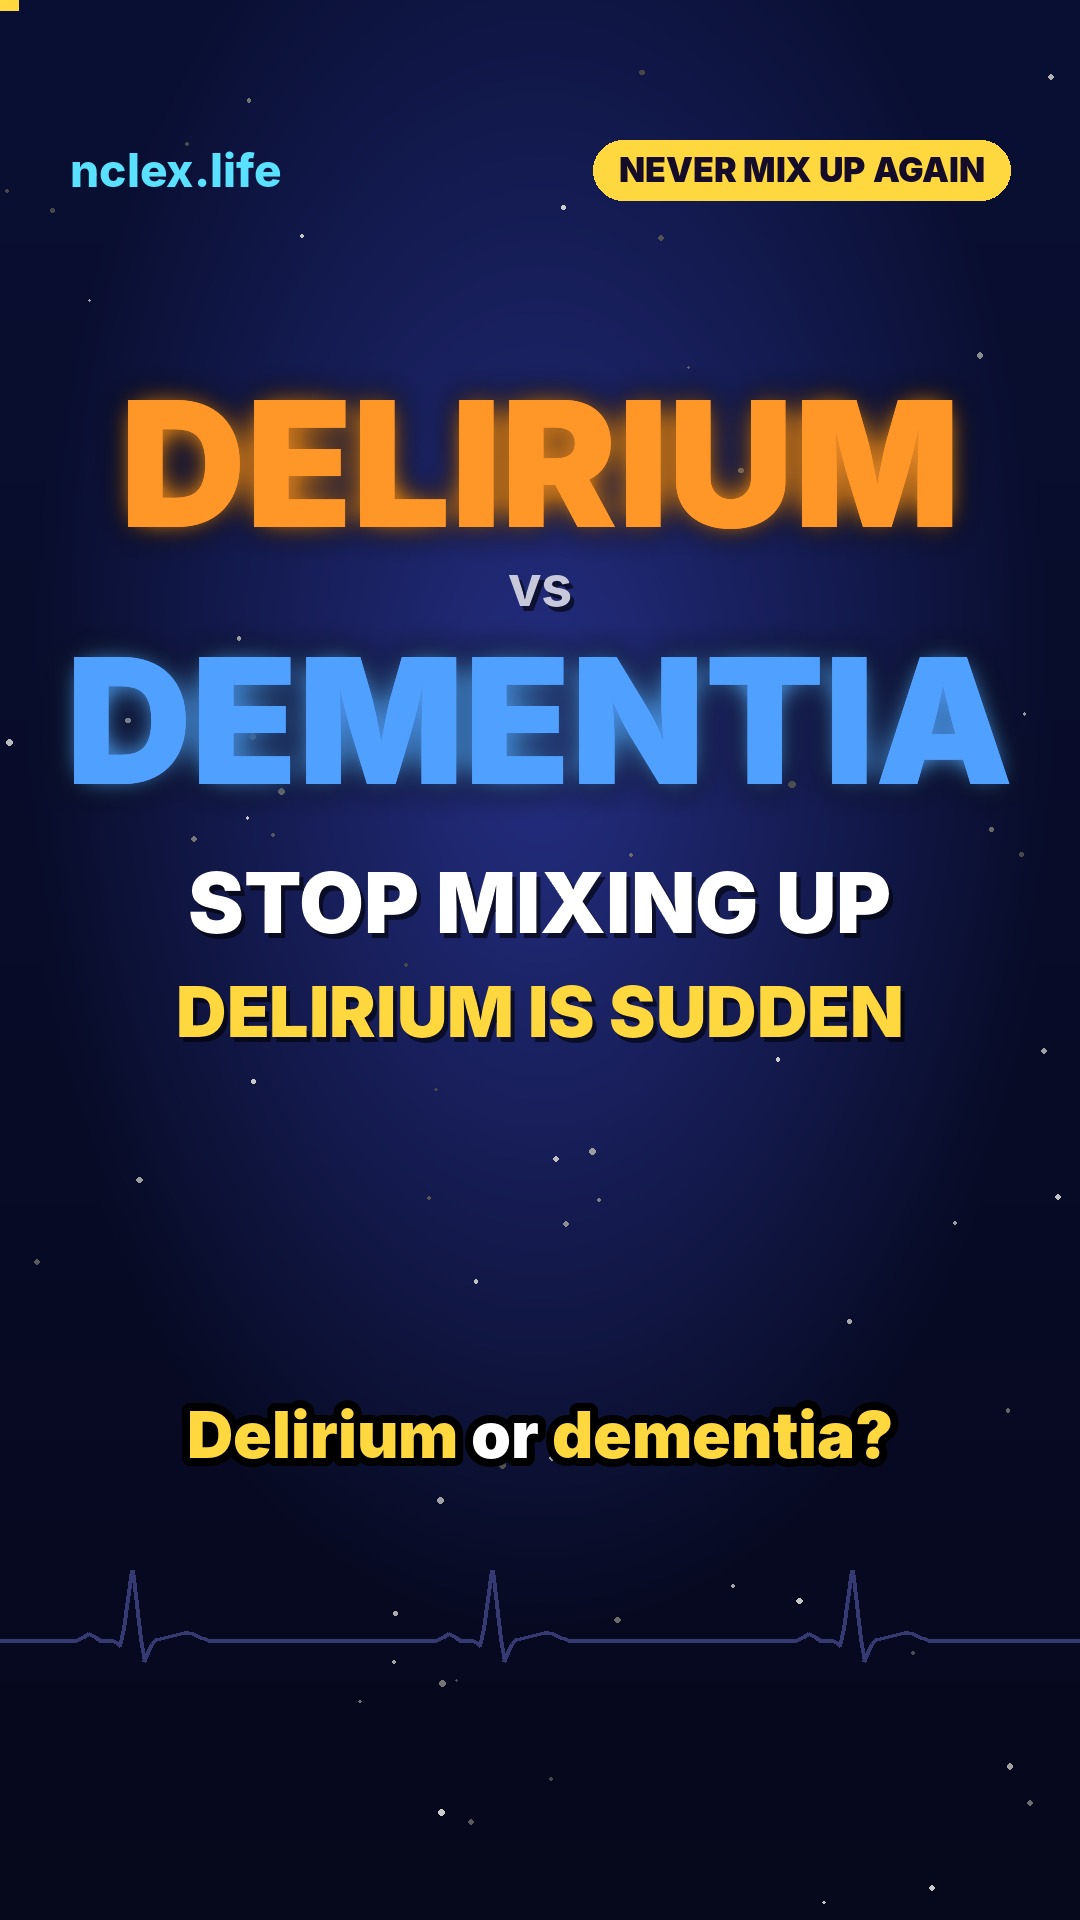 nclex.life
NEVER MIX UP AGAIN
DELIRIUM
VS
DEMENTIA
STOP MIXING UP
DELIRIUM IS SUDDEN
Delirium or dementia?